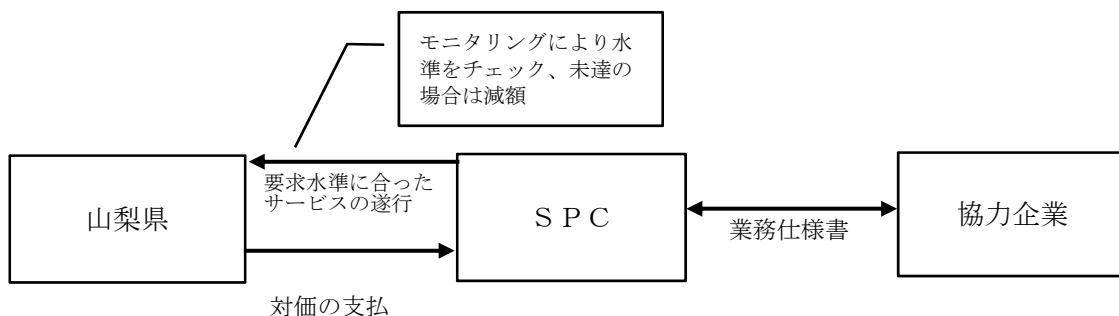 モニタリングにより水
準をチェック、未達の
場合は減額
山梨県
要求水準に合った
サービスの遂行
対価の支払
ＳＰＣ
業務仕様書
協力企業